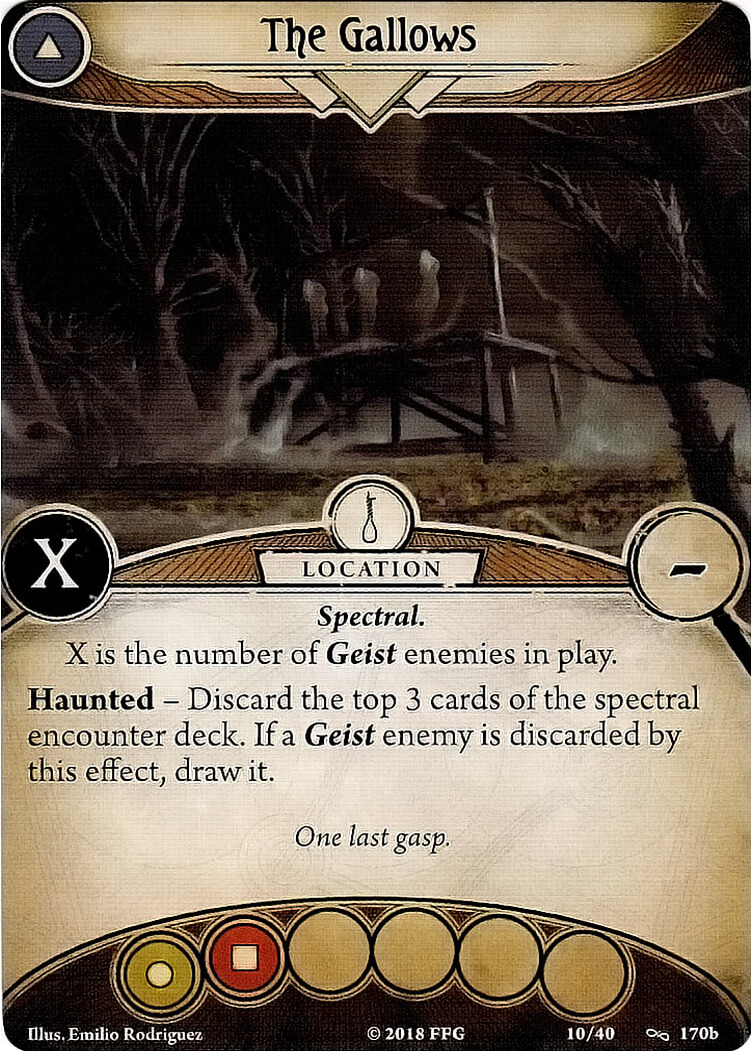 The Gallows
X
LOCATION
-
Spectral.
X is the number of Geist enemies in play.
Haunted – Discard the top 3 cards of the spectral
encounter deck. If a Geist enemy is discarded by
this effect, draw it.
One last gasp.
Illus. Emilio Rodriguez © 2018 FFG 10/40 170b